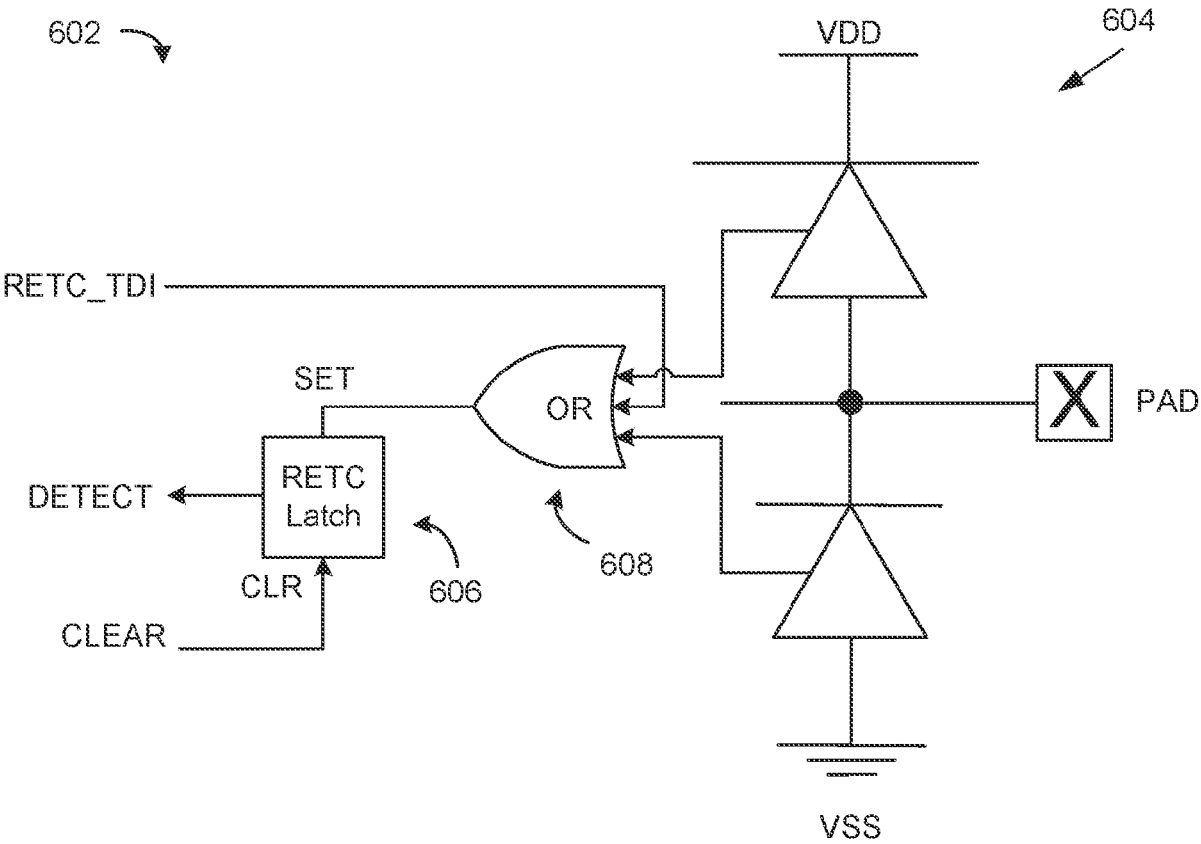 602
604
VDD
RETC_TDI
SET
OR
X
PAD
RETC
Latch
DETECT
CLR
CLEAR
606
608
VSS